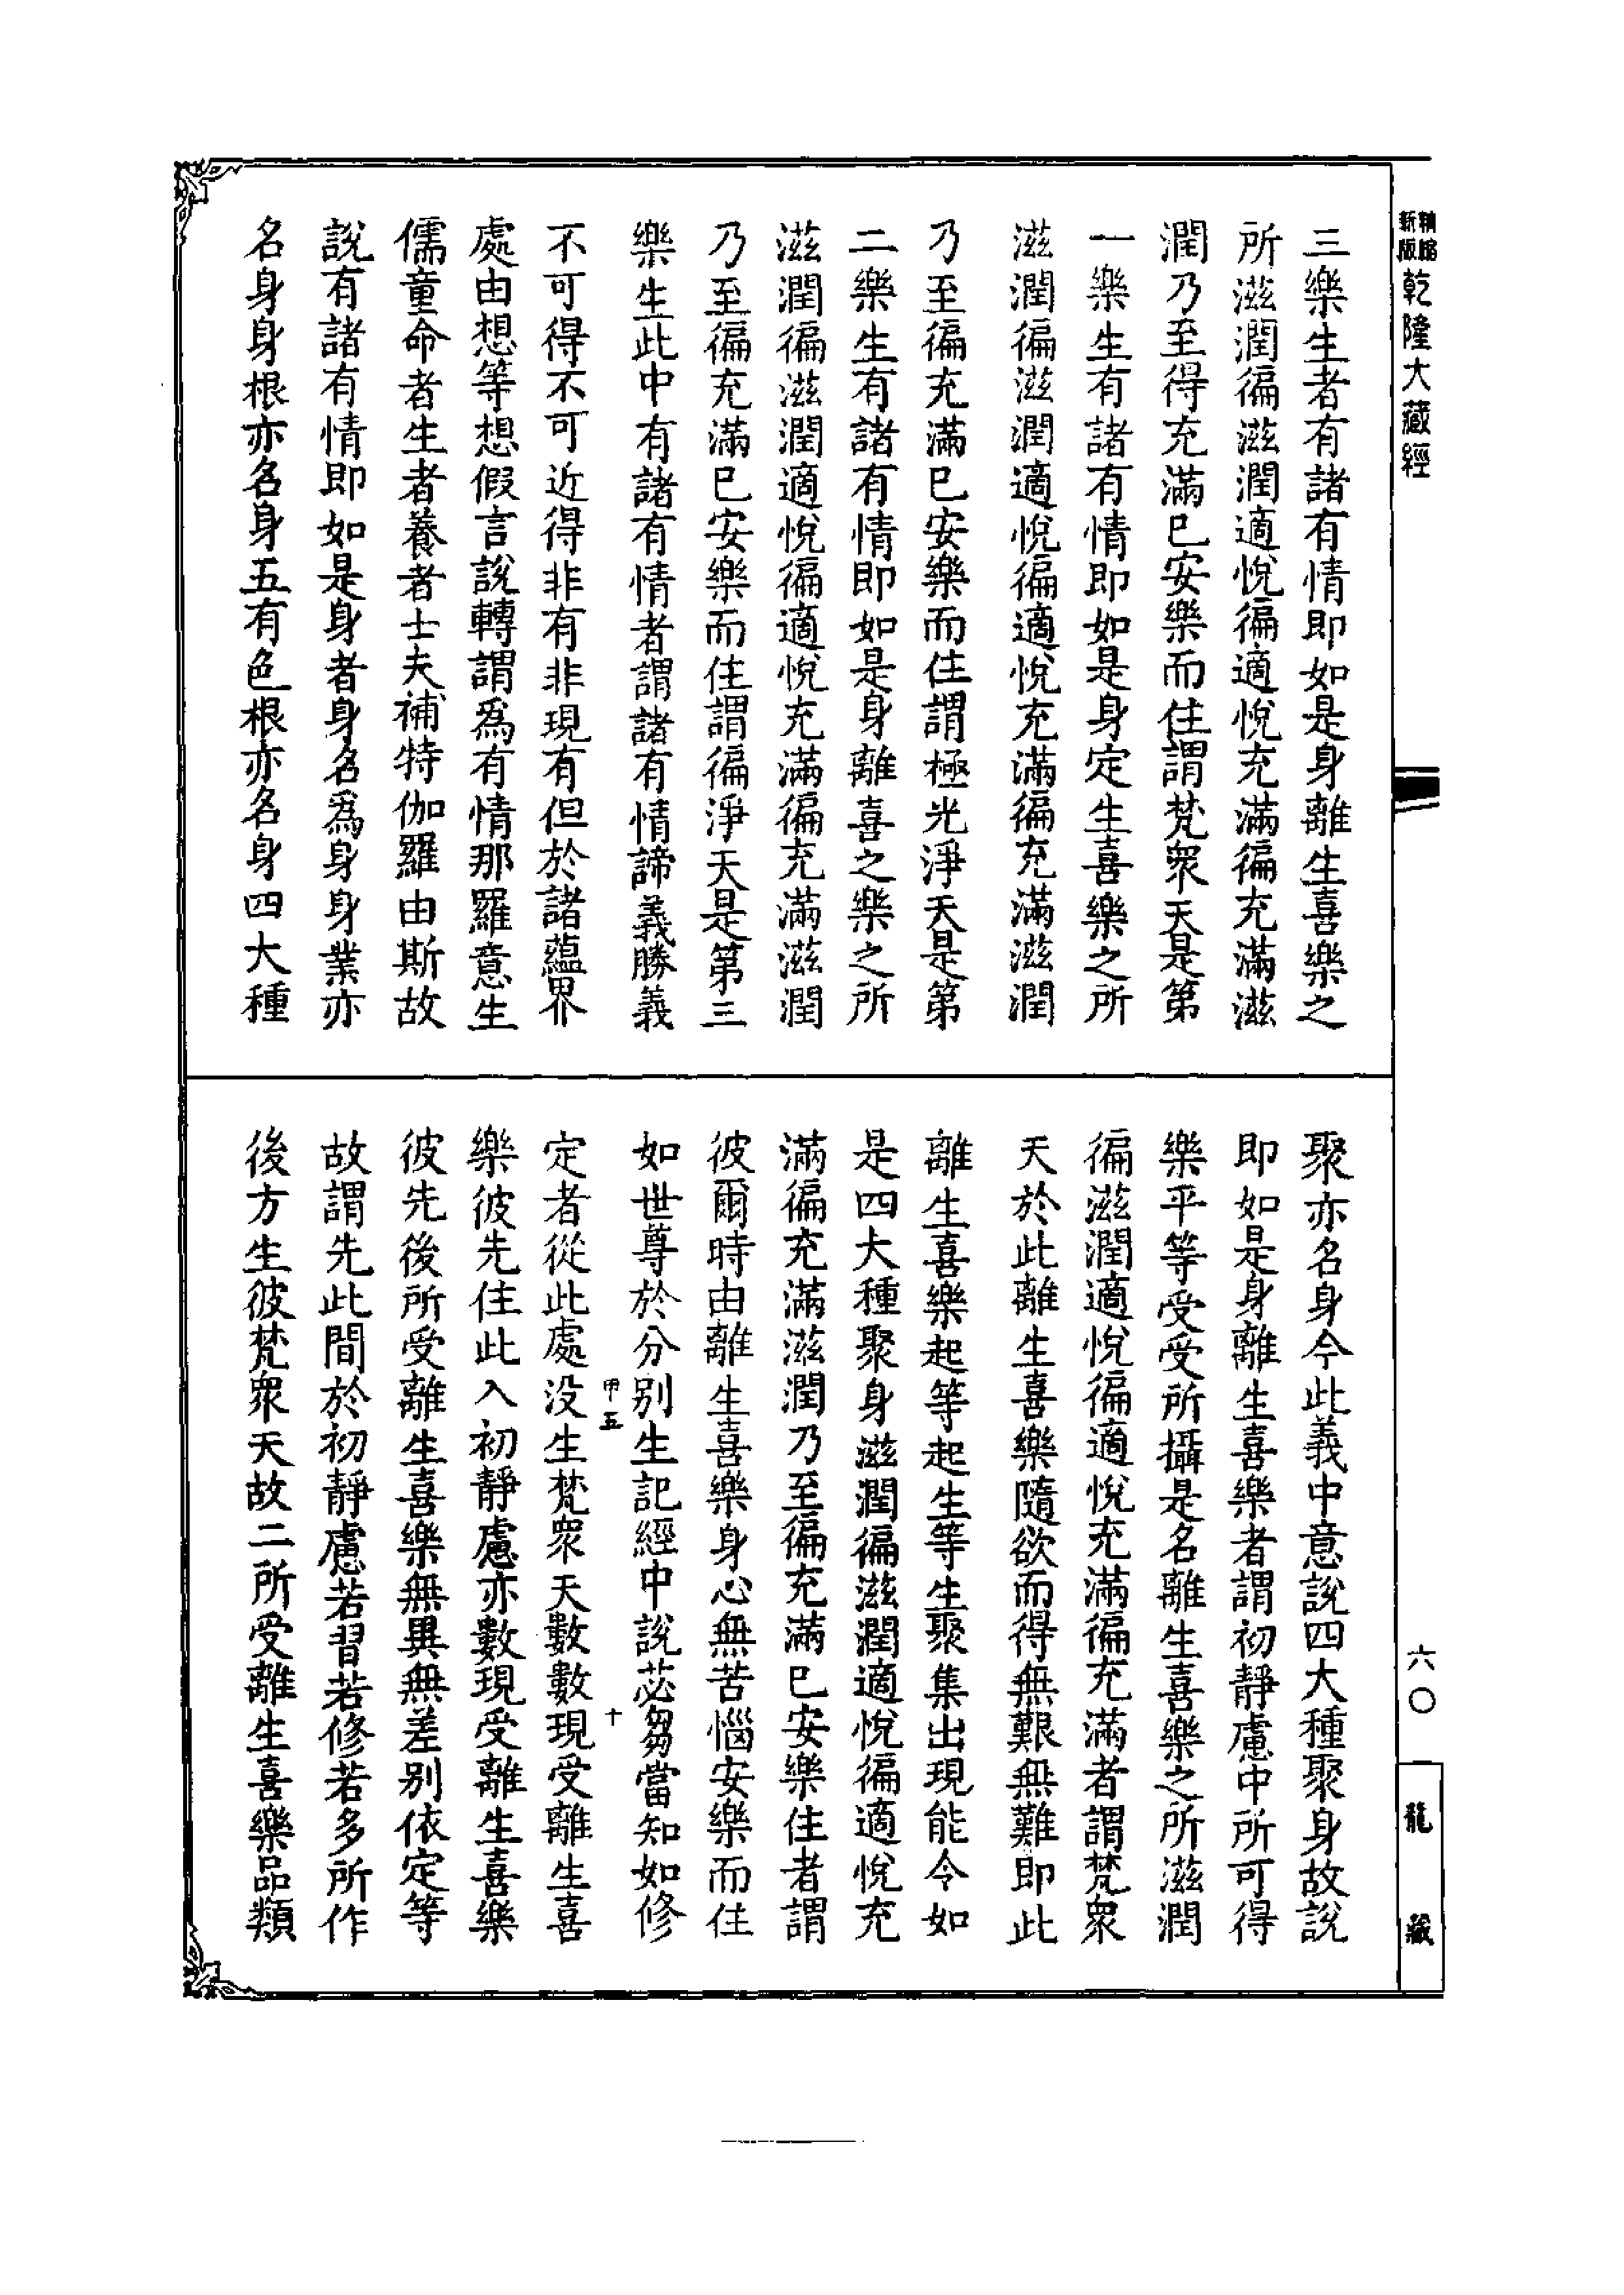 新版
精縮
乾隆大藏經
三樂生者有諸有情即如是身離生喜樂之
所滋潤徧滋潤適悅徧適悅充滿徧充滿滋
潤乃至得充滿已安樂而住謂梵眾天是第
一樂生有諸有情即如是身定生喜樂之所
滋潤徧滋潤適悅徧適悅充滿徧充滿滋潤
乃至徧充滿已安樂而住謂極光淨天是第
二樂生有諸有情即如是身離喜之樂之所
滋潤徧滋潤適悅徧適悅充滿徧充滿滋潤
乃至徧充滿已安樂而住謂徧淨天是第三
樂生此中有諸有情者謂諸有情諦義勝義
不可得不可近得非有非現有但於諸蘊界
處由想等想假言說轉謂為有情那羅意生
儒童命者生者養者士夫補特伽羅由斯故
說有諸有情即如是身者身名為身身業亦
名身身根亦名身五有色根亦名身四大種
聚亦名身今此義中意說四大種聚身故說
即如是身離生喜樂者謂初靜慮中所可得
樂平等受受所攝是名離生喜樂之所滋潤
徧滋潤適悅徧適悅充滿徧充滿者謂梵眾
天於此離生喜樂隨欲而得無艱無難即此
離生喜樂起等起生等生聚集出現能令如
是四大種聚身滋潤徧滋潤適悅徧適悅充
滿徧充滿滋潤乃至徧充滿已安樂住者謂
彼爾時由離生喜樂身心無苦惱安樂而住
如世尊於分別生記經中說苾芻當知如修
甲五
十
定者從此處沒生梵眾天數數現受離生喜
樂彼先住此入初靜慮亦數現受離生喜樂
彼先後所受離生喜樂無異無差別依定等
故謂先此間於初靜慮若習若修若多所作
後方生彼梵眾天故二所受離生喜樂品類
六〇
龍藏